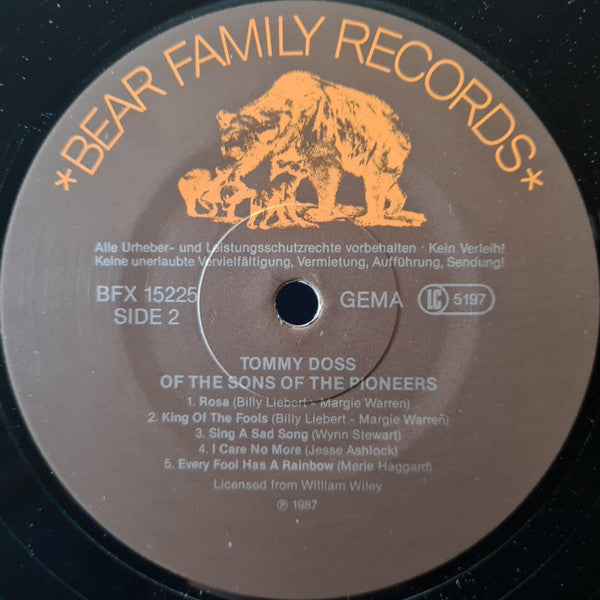 *BEAR FAMILY RECORDS*
Alle Urheber- und Leistungsschutzrechte vorbehalten · Kein Verleih!
Keine unerlaubte Vervielfältigung, Vermietung, Aufführung, Sendung!
BFX 15225 GEMA LC 5197
SIDE 2
TOMMY DOSS
OF THE SONS OF THE PIONEERS
1. Rosa (Billy Liebert - Margie Warren)
2. King Of The Fools (Billy Liebert - Margie Warren)
3. Sing A Sad Song (Wynn Stewart)
4. I Care No More (Jesse Ashlock)
5. Every Fool Has A Rainbow (Merle Haggard)
Licensed from William Wiley
℗ 1987